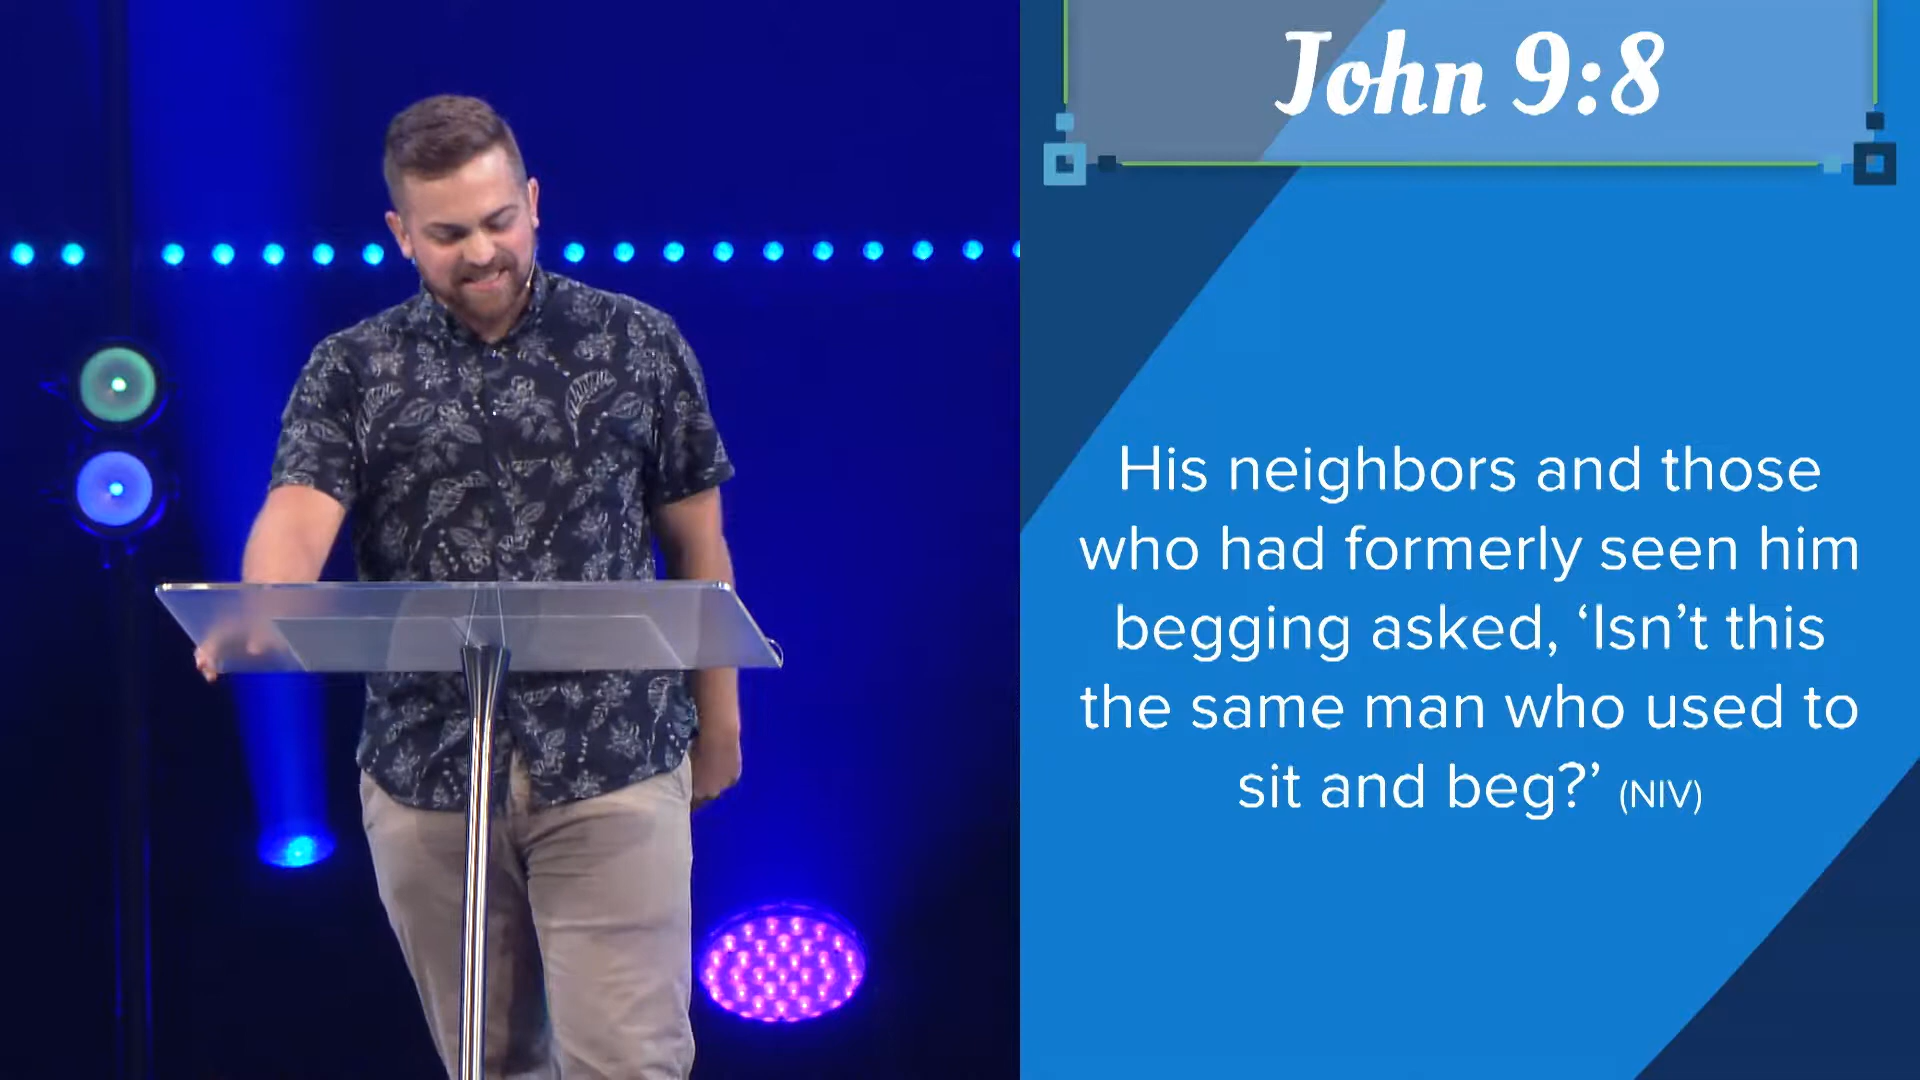 John 9:8
His neighbors and those
who had formerly seen him
begging asked, ‘Isn’t this
the same man who used to
sit and beg?’ (NIV)